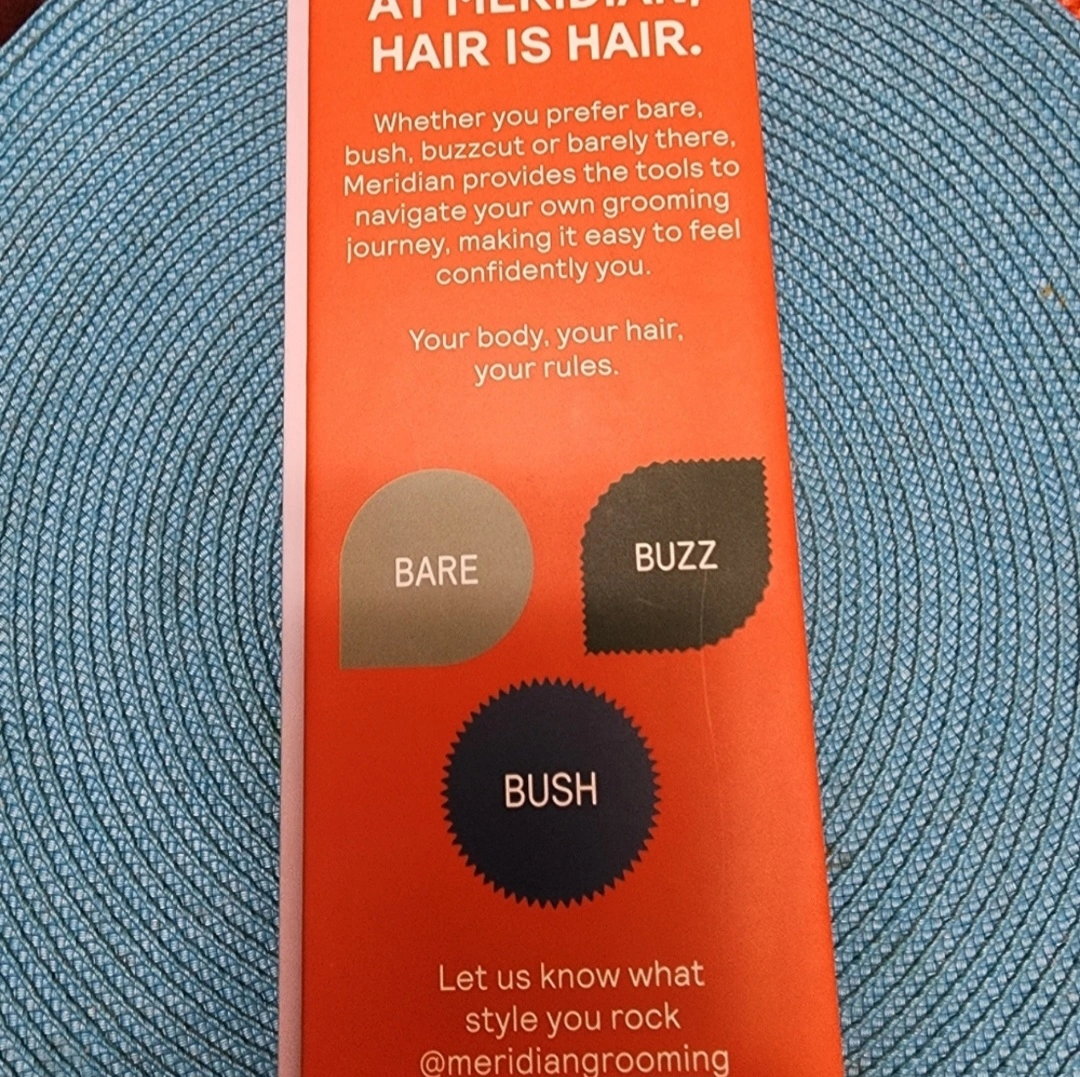 AT MERIDIAN,
HAIR IS HAIR.
Whether you prefer bare,
bush, buzzcut or barely there,
Meridian provides the tools to
navigate your own grooming
journey, making it easy to feel
confidently you.
Your body, your hair,
your rules.
BARE
BUZZ
BUSH
Let us know what
style you rock
@meridiangrooming